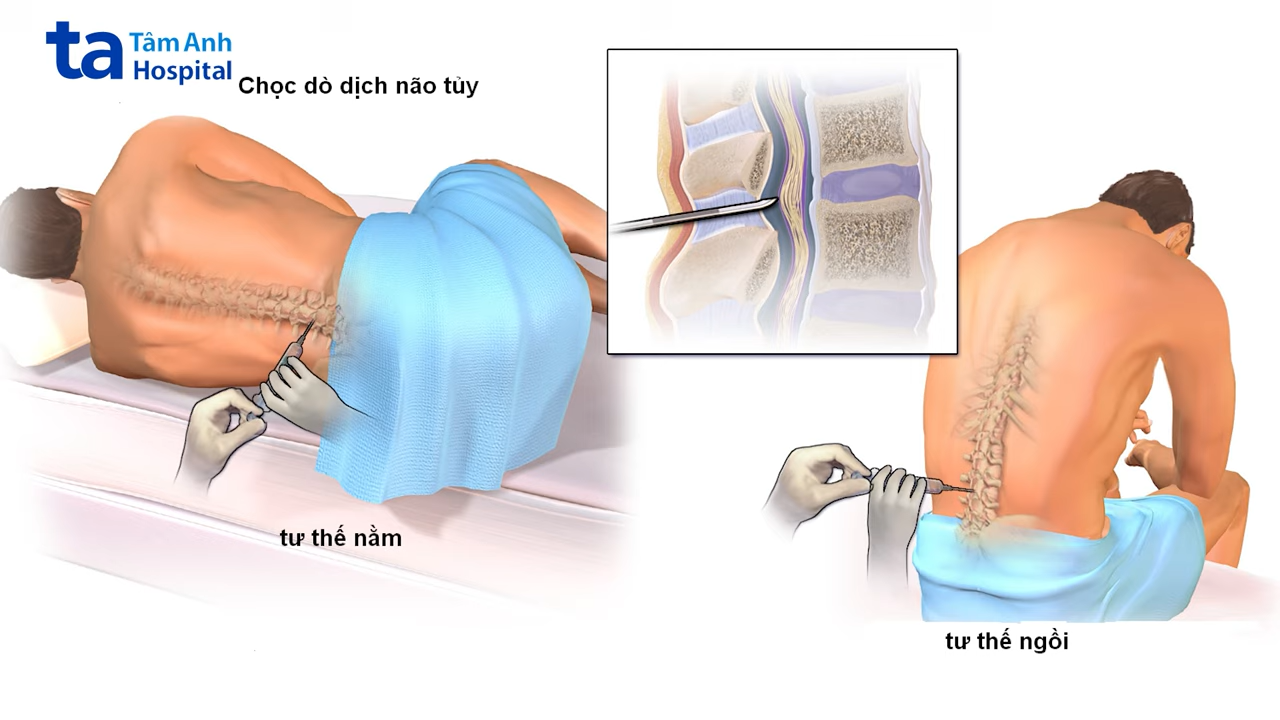 ta Tâm Anh
Hospital
Chọc dò dịch não tủy
tư thế nằm
tư thế ngồi